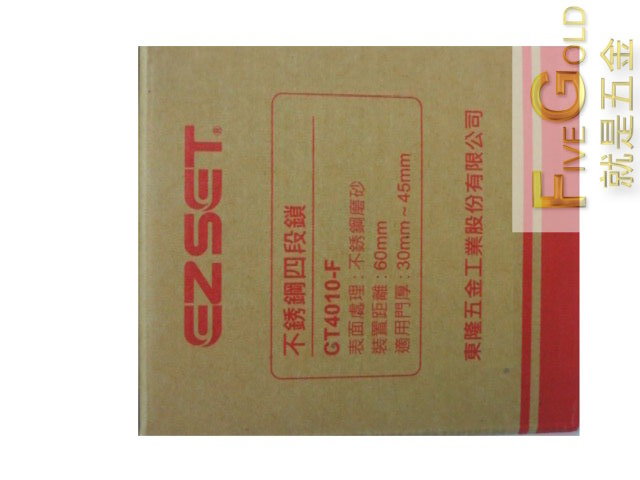 EZSET®
不銹鋼四段鎖
GT4010-F
表面處理：不銹鋼磨砂
裝置距離：60mm
適用門厚：30mm～45mm
東隆五金工業股份有限公司
FIVE GOLD
就是五金